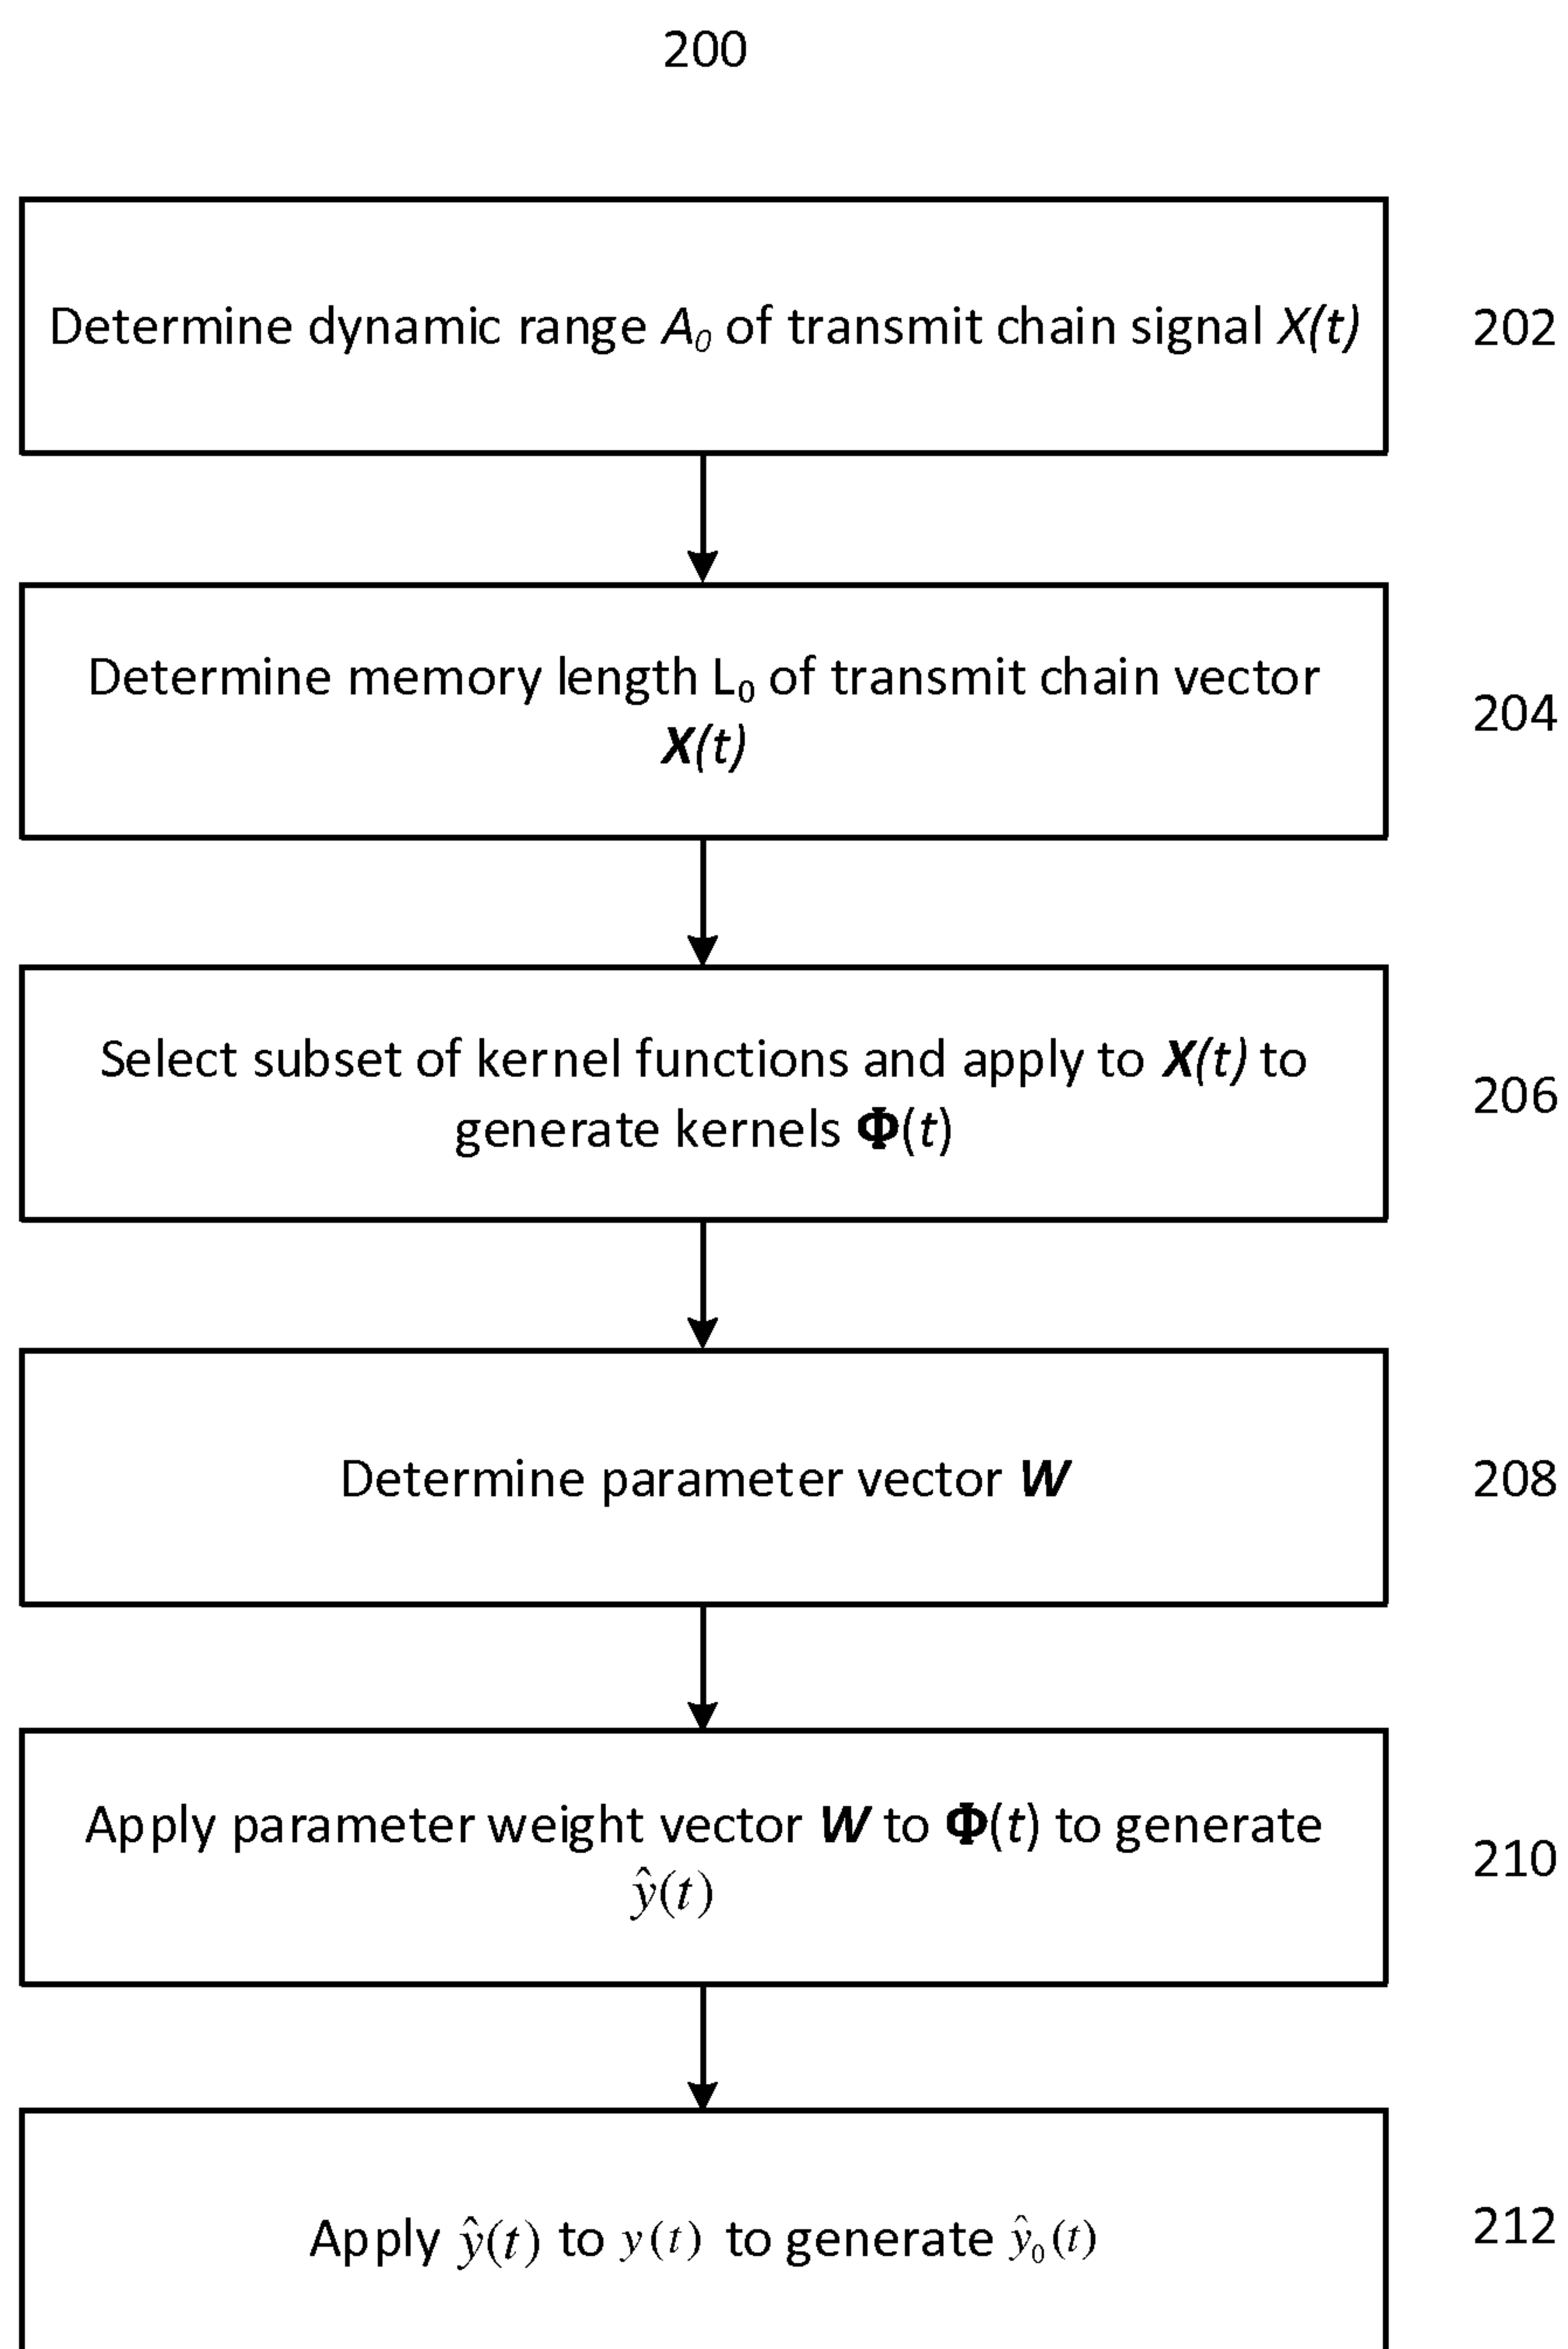 200
Determine dynamic range A₀ of transmit chain signal X(t)
202
Determine memory length L₀ of transmit chain vector
X(t)
204
Select subset of kernel functions and apply to X(t) to
generate kernels Φ(t)
206
Determine parameter vector W
208
Apply parameter weight vector W to Φ(t) to generate
ŷ(t)
210
Apply ŷ(t) to y(t) to generate ŷ₀(t)
212